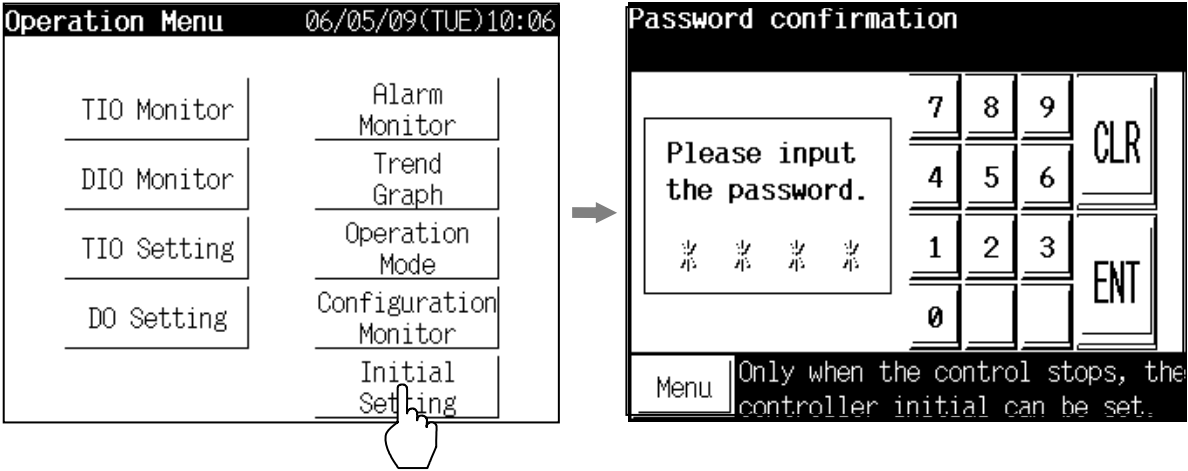 Operation Menu 06/05/09(TUE)10:06
TIO Monitor
DIO Monitor
TIO Setting
DO Setting
Alarm
Monitor
Trend
Graph
Operation
Mode
Configuration
Monitor
Initial
Setting
Password confirmation
Please input
the password.
* * * *
7 8 9
4 5 6
1 2 3
0
CLR
ENT
Menu
Only when the control stops, the
controller initial can be set.